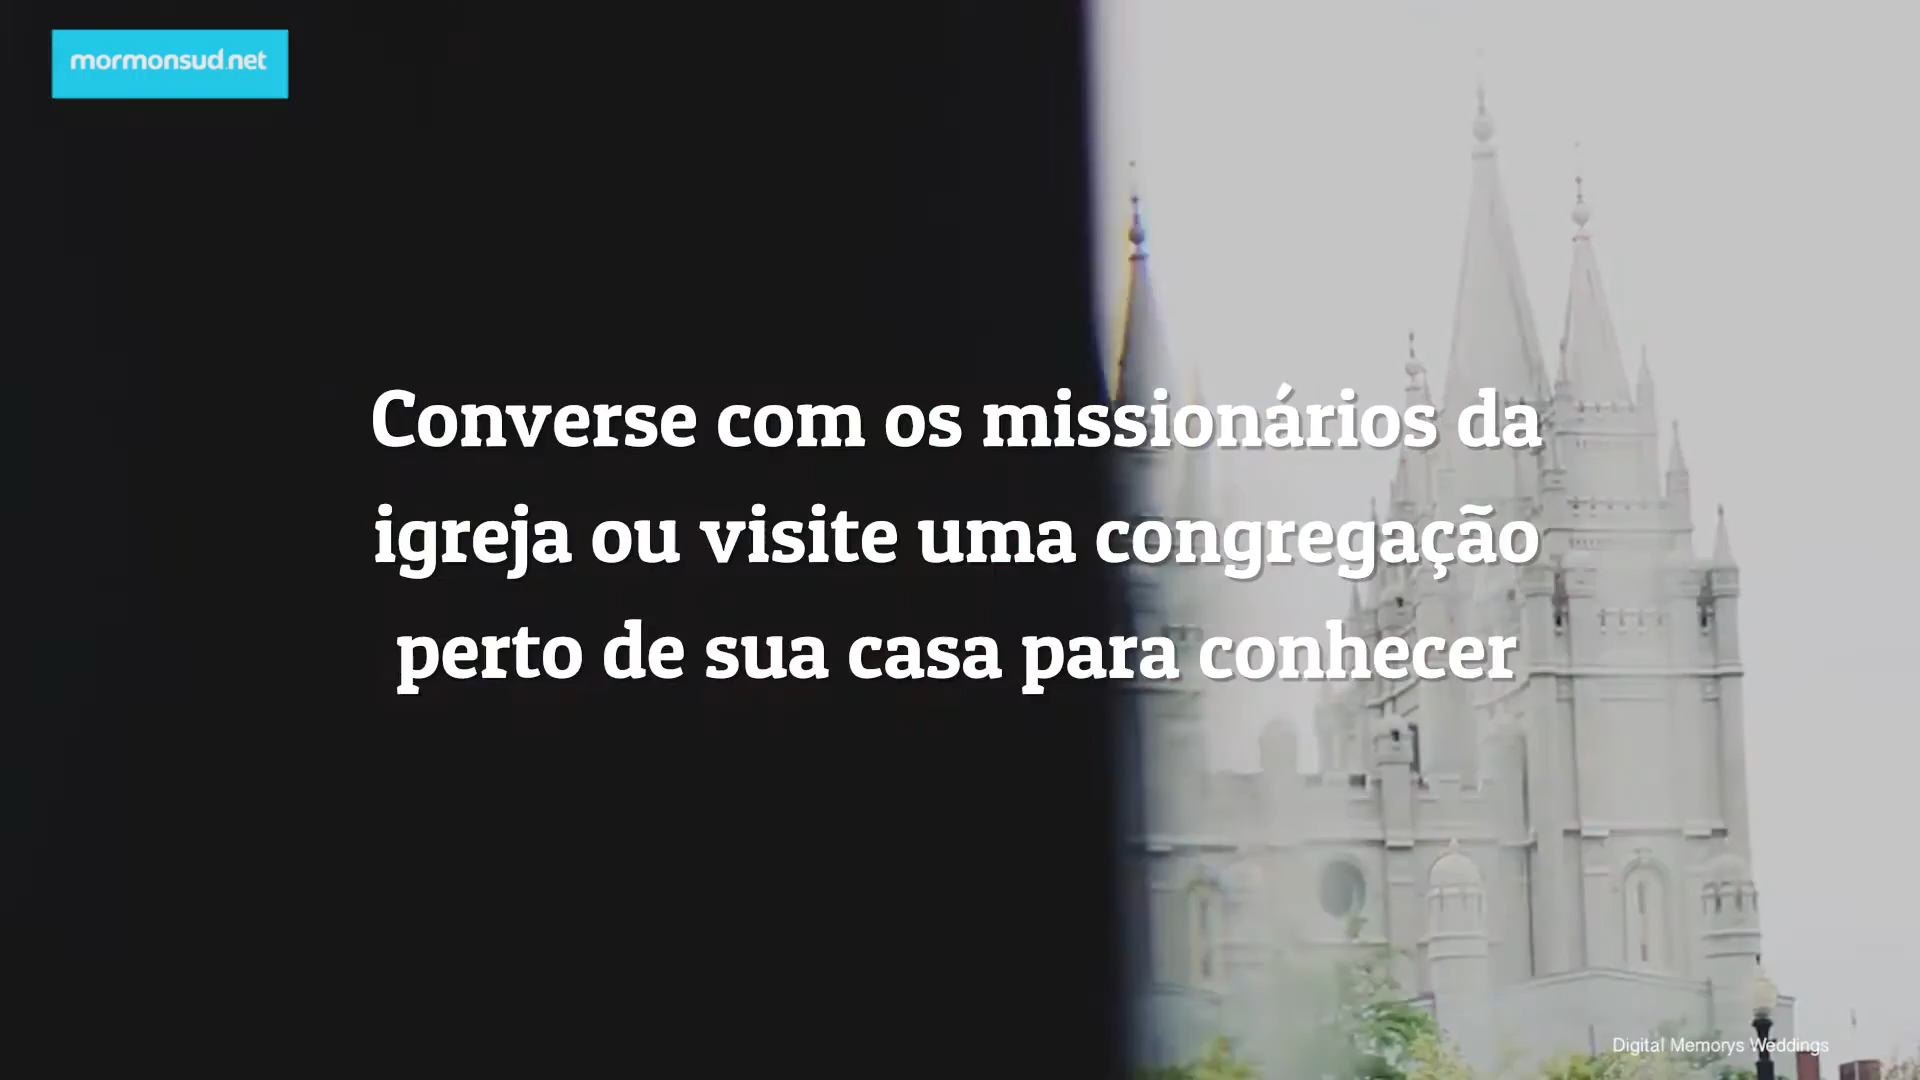 mormonsud.net
Converse com os missionários da
igreja ou visite uma congregação
perto de sua casa para conhecer
Digital Memorys Weddings